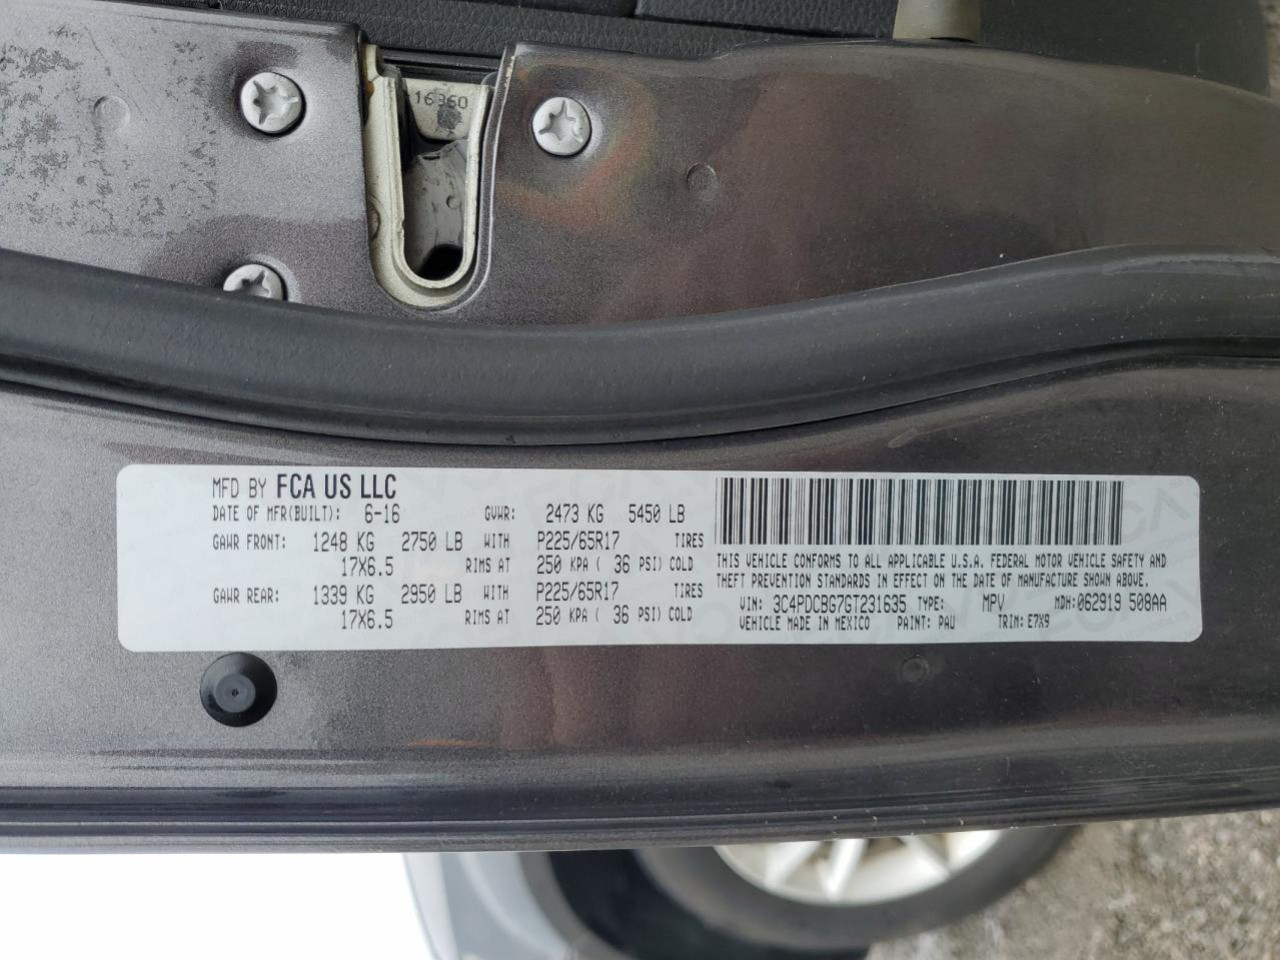 16360
MFD BY FCA US LLC
DATE OF MFR(BUILT): 6-16 GVWR: 2473 KG 5450 LB
GAWR FRONT: 1248 KG 2750 LB WITH P225/65R17 TIRES
17X6.5 RIMS AT 250 KPA ( 36 PSI) COLD
GAWR REAR: 1339 KG 2950 LB WITH P225/65R17 TIRES
17X6.5 RIMS AT 250 KPA ( 36 PSI) COLD
THIS VEHICLE CONFORMS TO ALL APPLICABLE U.S.A. FEDERAL MOTOR VEHICLE SAFETY AND
THEFT PREVENTION STANDARDS IN EFFECT ON THE DATE OF MANUFACTURE SHOWN ABOVE.
VIN: 3C4PDCBG7GT231635 TYPE: MPV MDH:062919 508AA
VEHICLE MADE IN MEXICO PAINT: PAU TRIM: E7X9